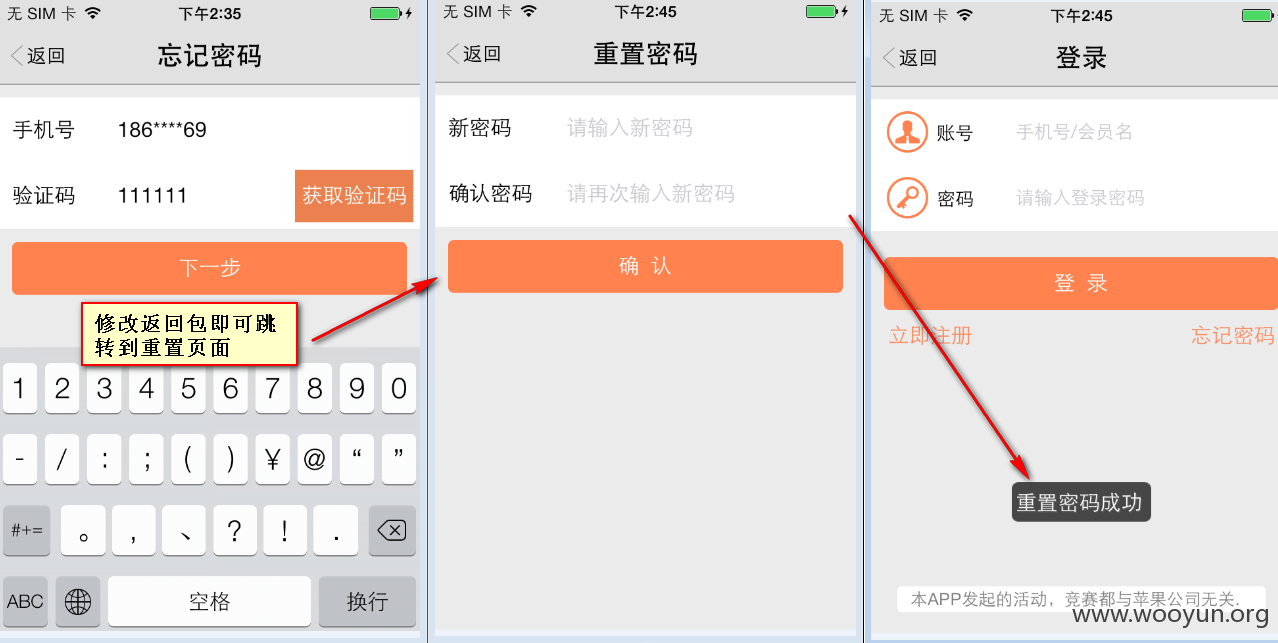 无 SIM 卡 下午2:35
返回 忘记密码
手机号 186****69
验证码 111111 获取验证码
下一步
修改返回包即可跳
转到重置页面
1 2 3 4 5 6 7 8 9 0
- / : ; ( ) ¥ @ “ ”
#+= 。 , 、 ? ! .
ABC 空格 换行
无 SIM 卡 下午2:45
返回 重置密码
新密码 请输入新密码
确认密码 请再次输入新密码
确 认
无 SIM 卡 下午2:45
返回 登录
账号 手机号/会员名
密码 请输入登录密码
登 录
立即注册 忘记密码
重置密码成功
本APP发起的活动，竞赛都与苹果公司无关.
www.wooyun.org